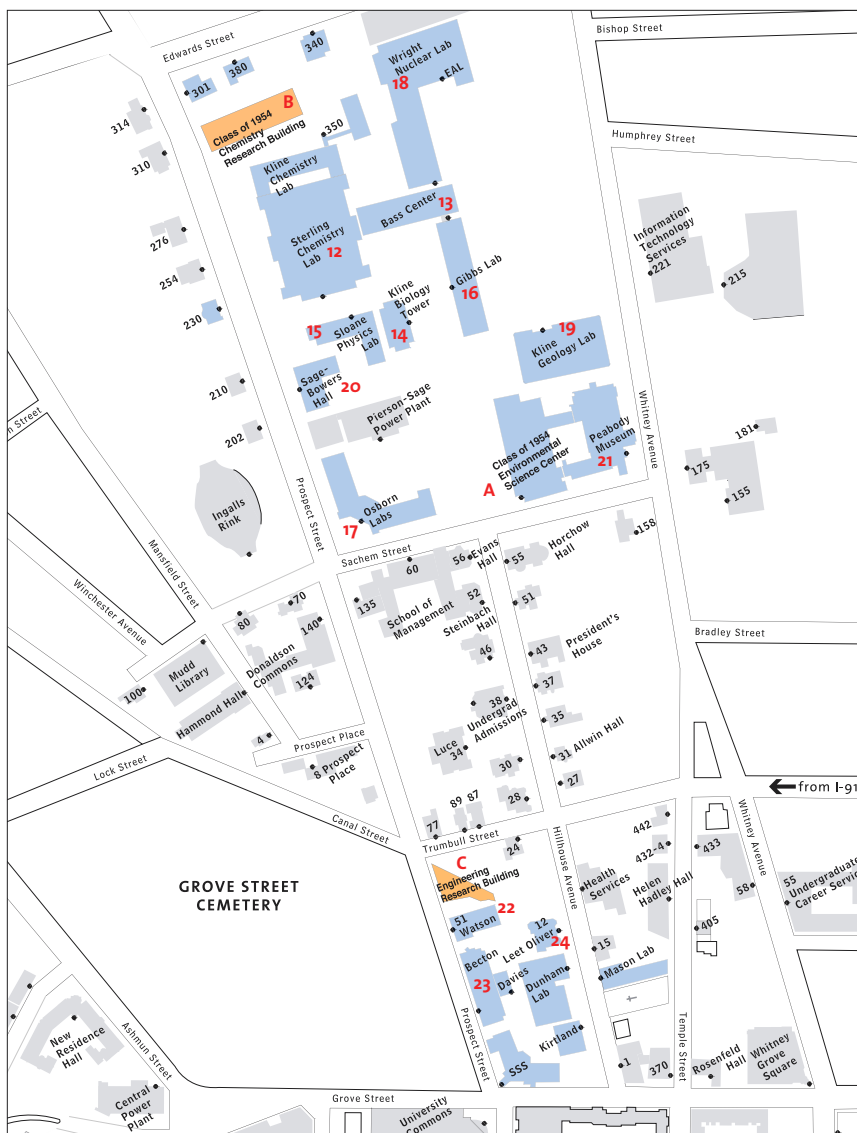 Edwards Street
340
380
301
Bishop Street
Wright
Nuclear Lab
18
EAL
B
Class of 1954
Chemistry
Research Building
314
310
350
Humphrey Street
Kline
Chemistry
Lab
Bass Center
13
Sterling
Chemistry
Lab
12
276
254
230
Information
Technology
Services
221
215
Gibbs Lab
16
Kline
Biology
Tower
14
15
Sloane
Physics
Lab
19
Kline
Geology Lab
Sage-
Bowers
Hall
20
210
202
Pierson-Sage
Power Plant
Whitney Avenue
Class of 1954
Environmental
Science Center
A
Peabody
Museum
21
181
175
155
Ingalls
Rink
Prospect Street
Osborn
Labs
17
Mansfield Street
Sachem Street
Winchester Avenue
56
Evans
Hall
55
Horchow
Hall
158
60
135
School of
Management
52
Steinbach
Hall
51
70
80
140
Donaldson
Commons
124
46
43
President's
House
Bradley Street
Mudd
Library
100
Hammond Hall
37
38
Undergrad
Admissions
35
Luce
34
4
Prospect Place
8 Prospect
Place
31 Allwin Hall
30
27
28
Lock Street
Canal Street
from I-91
77
89
87
Trumbull Street
24
Hillhouse Avenue
442
432-4
433
Whitney Avenue
C
Engineering
Research Building
GROVE STREET
CEMETERY
Health
Services
Helen
Hadley Hall
58
55
Undergraduate
Career Servic
22
51
Watson
12
Leet Oliver
24
405
15
Becton
23
Davies
Dunham
Lab
Mason Lab
Kirtland
Prospect Street
Temple Street
Ashmun Street
New
Residence
Hall
Central
Power
Plant
SSS
1
370
Rosenfeld
Hall
Whitney
Grove
Square
Grove Street
University
Commons